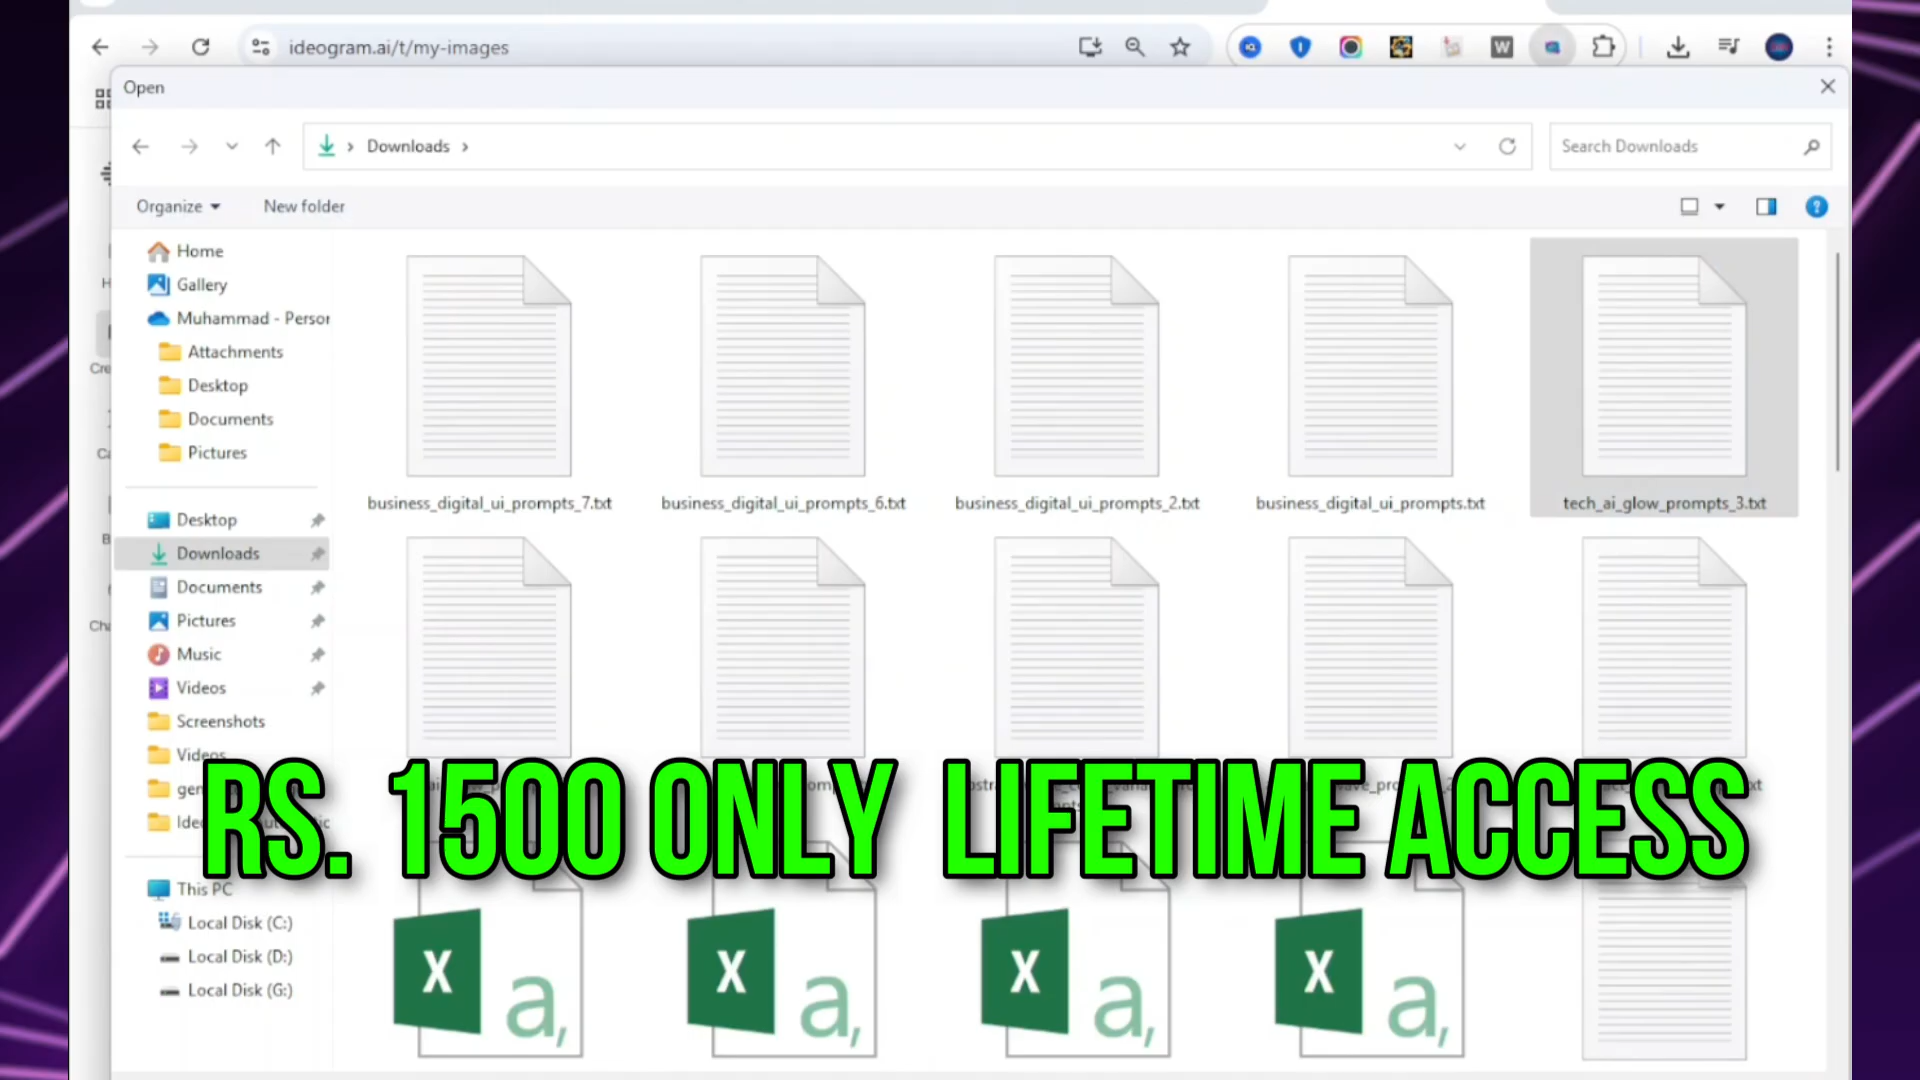 ideogram.ai/t/my-images
W
Open
Downloads
Search Downloads
Organize
New folder
Home
Gallery
Muhammad - Person
Attachments
Desktop
Documents
Pictures
Desktop
Downloads
Documents
Pictures
Music
Videos
Screenshots
Videos
This PC
Local Disk (C:)
Local Disk (D:)
Local Disk (G:)
business_digital_ui_prompts_7.txt
business_digital_ui_prompts_6.txt
business_digital_ui_prompts_2.txt
business_digital_ui_prompts.txt
tech_ai_glow_prompts_3.txt
RS. 1500 ONLY LIFETIME ACCESS
X a,
X a,
X a,
X a,